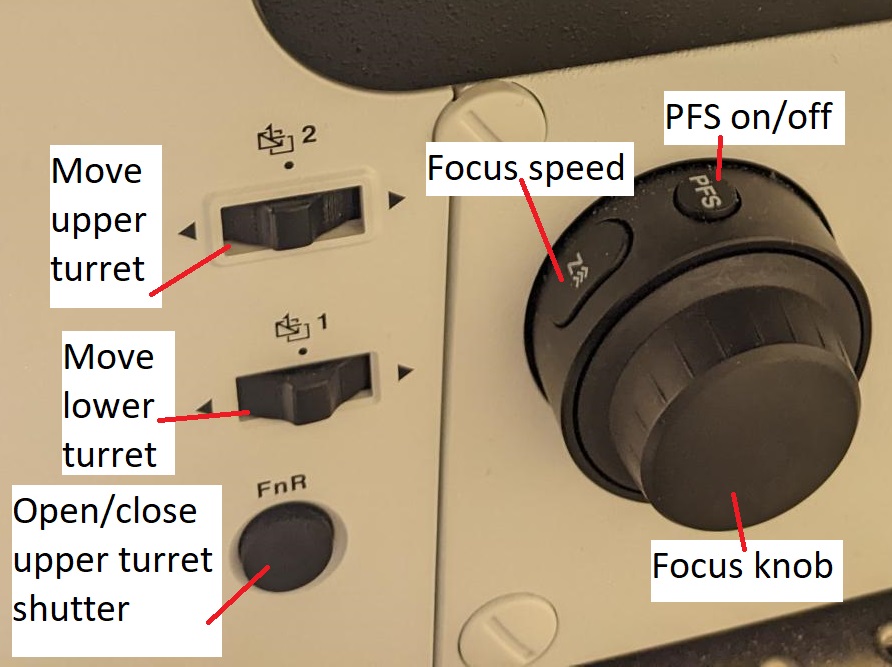 PFS on/off
Focus speed
PFS
Z
2
Move
upper
turret
1
Move
lower
turret
FnR
Open/close
upper turret
shutter
Focus knob